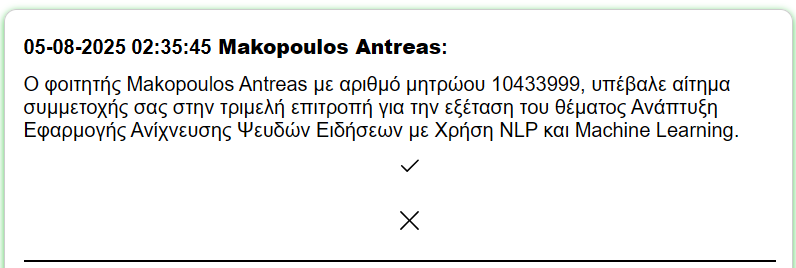 05-08-2025 02:35:45 Makopoulos Antreas:
Ο φοιτητής Makopoulos Antreas με αριθμό μητρώου 10433999, υπέβαλε αίτημα
συμμετοχής σας στην τριμελή επιτροπή για την εξέταση του θέματος Ανάπτυξη
Εφαρμογής Ανίχνευσης Ψευδών Ειδήσεων με Χρήση NLP και Machine Learning.